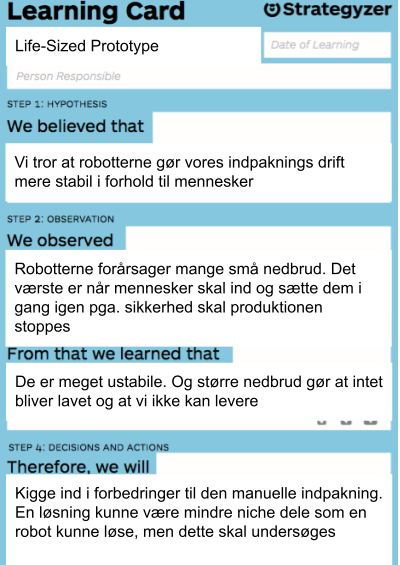 Learning Card
Strategyzer
Life-Sized Prototype
Date of Learning
Person Responsible
STEP 1: HYPOTHESIS
We believed that
Vi tror at robotterne gør vores indpaknings drift
mere stabil i forhold til mennesker
STEP 2: OBSERVATION
We observed
Robotterne forårsager mange små nedbrud. Det
værste er når mennesker skal ind og sætte dem i
gang igen pga. sikkerhed skal produktionen
stoppes
From that we learned that
De er meget ustabile. Og større nedbrud gør at intet
bliver lavet og at vi ikke kan levere
STEP 4: DECISIONS AND ACTIONS
Therefore, we will
Kigge ind i forbedringer til den manuelle indpakning.
En løsning kunne være mindre niche dele som en
robot kunne løse, men dette skal undersøges